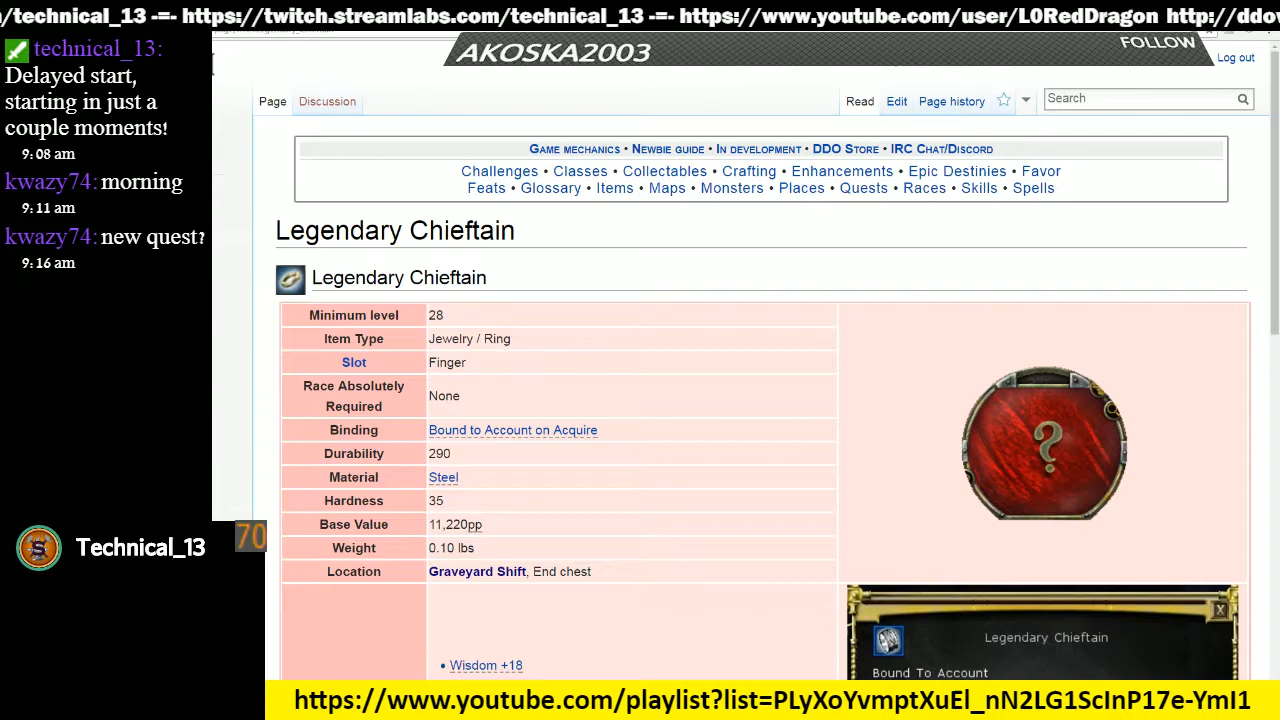 /technical_13 -=- https://twitch.streamlabs.com/technical_13 -=- https://www.youtube.com/user/L0RedDragon http://ddov
technical_13:
Delayed start,
starting in just a
couple moments!
9:08 am
kwazy74: morning
9:11 am
kwazy74: new quest?
9:16 am
Technical_13
70
AKOSKA2003
FOLLOW
Log out
Page Discussion Read Edit Page history Search
Game mechanics • Newbie guide • In development • DDO Store • IRC Chat/Discord
Challenges • Classes • Collectables • Crafting • Enhancements • Epic Destinies • Favor
Feats • Glossary • Items • Maps • Monsters • Places • Quests • Races • Skills • Spells
Legendary Chieftain
Legendary Chieftain
Minimum level 28
Item Type Jewelry / Ring
Slot Finger
Race Absolutely
Required None
Binding Bound to Account on Acquire
Durability 290
Material Steel
Hardness 35
Base Value 11,220pp
Weight 0.10 lbs
Location Graveyard Shift, End chest
• Wisdom +18
?
X
Legendary Chieftain
Bound To Account
https://www.youtube.com/playlist?list=PLyXoYvmptXuEl_nN2LG1ScInP17e-YmI1